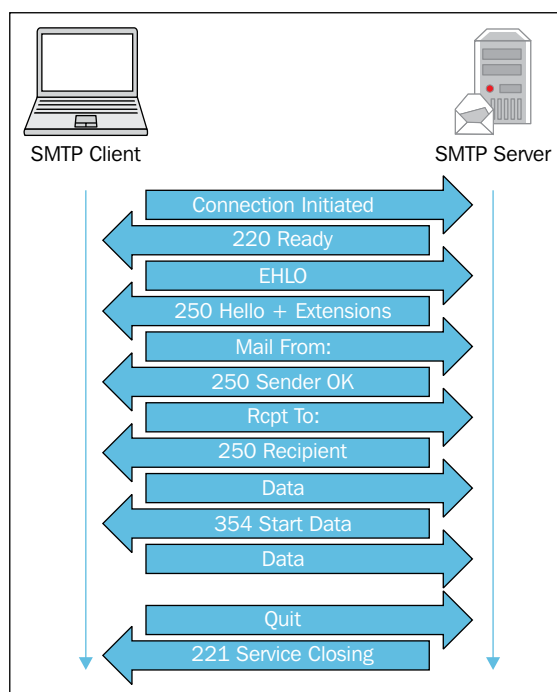 SMTP Client
SMTP Server
Connection Initiated
220 Ready
EHLO
250 Hello + Extensions
Mail From:
250 Sender OK
Rcpt To:
250 Recipient
Data
354 Start Data
Data
Quit
221 Service Closing